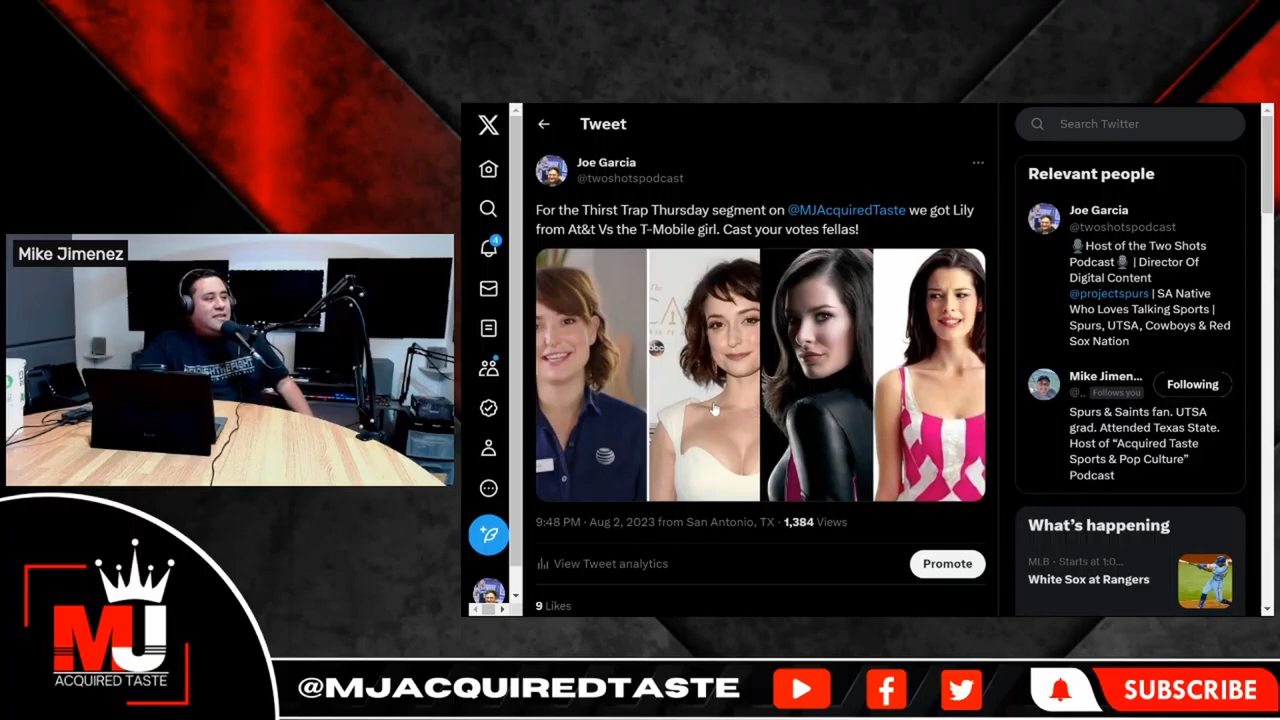 Mike Jimenez
X
Tweet
Joe Garcia
@twoshotspodcast
For the Thirst Trap Thursday segment on @MJAcquiredTaste we got Lily
from At&t Vs the T-Mobile girl. Cast your votes fellas!
abc
9:48 PM · Aug 2, 2023 from San Antonio, TX · 1,384 Views
View Tweet analytics
Promote
9 Likes
4
Search Twitter
Relevant people
Joe Garcia
@twoshotspodcast
🎙Host of the Two Shots
Podcast🎙 | Director Of
Digital Content
@projectspurs | SA Native
Who Loves Talking Sports |
Spurs, UTSA, Cowboys & Red
Sox Nation
Mike Jimen...
Following
@.. Follows you
Spurs & Saints fan. UTSA
grad. Attended Texas State.
Host of “Acquired Taste
Sports & Pop Culture”
Podcast
What’s happening
MLB · Starts at 1:0...
White Sox at Rangers
MJ
ACQUIRED TASTE
@MJACQUIREDTASTE
SUBSCRIBE